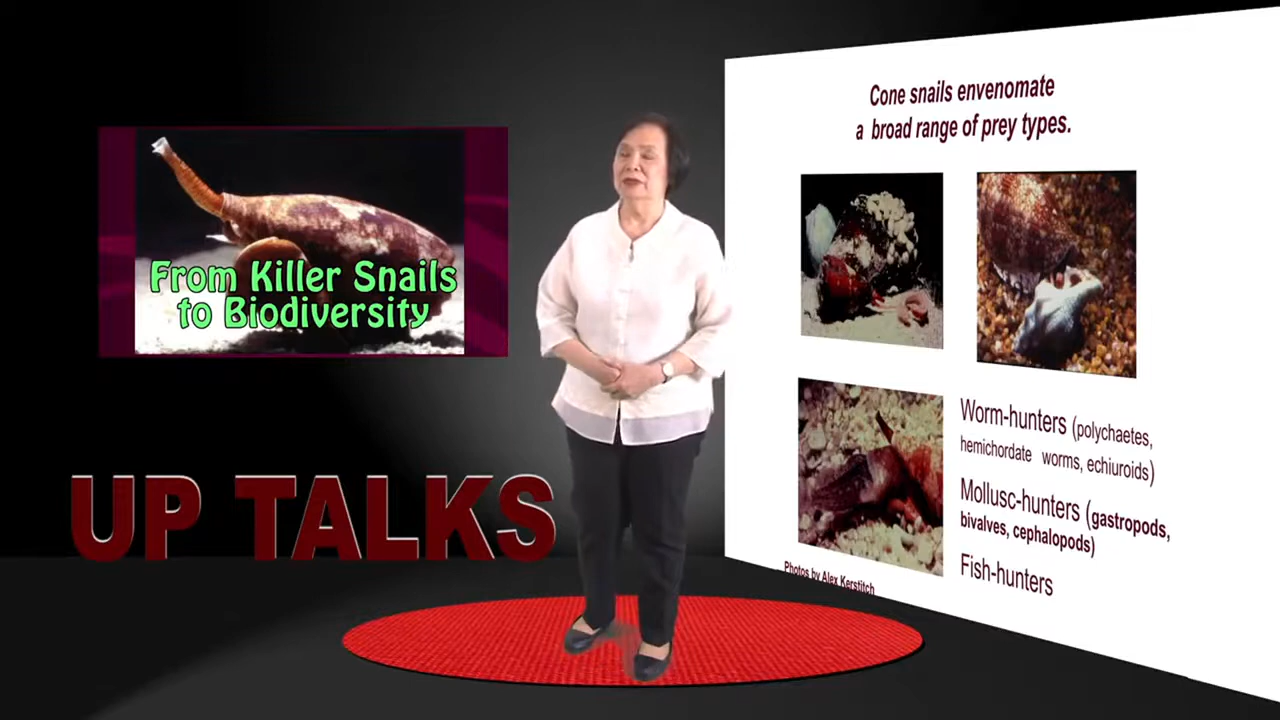 From Killer Snails
to Biodiversity
UP TALKS
Cone snails envenomate
a broad range of prey types.
Worm-hunters (polychaetes,
hemichordate worms, echiuroids)
Mollusc-hunters (gastropods,
bivalves, cephalopods)
Fish-hunters
Photos by Alex Kerstitch